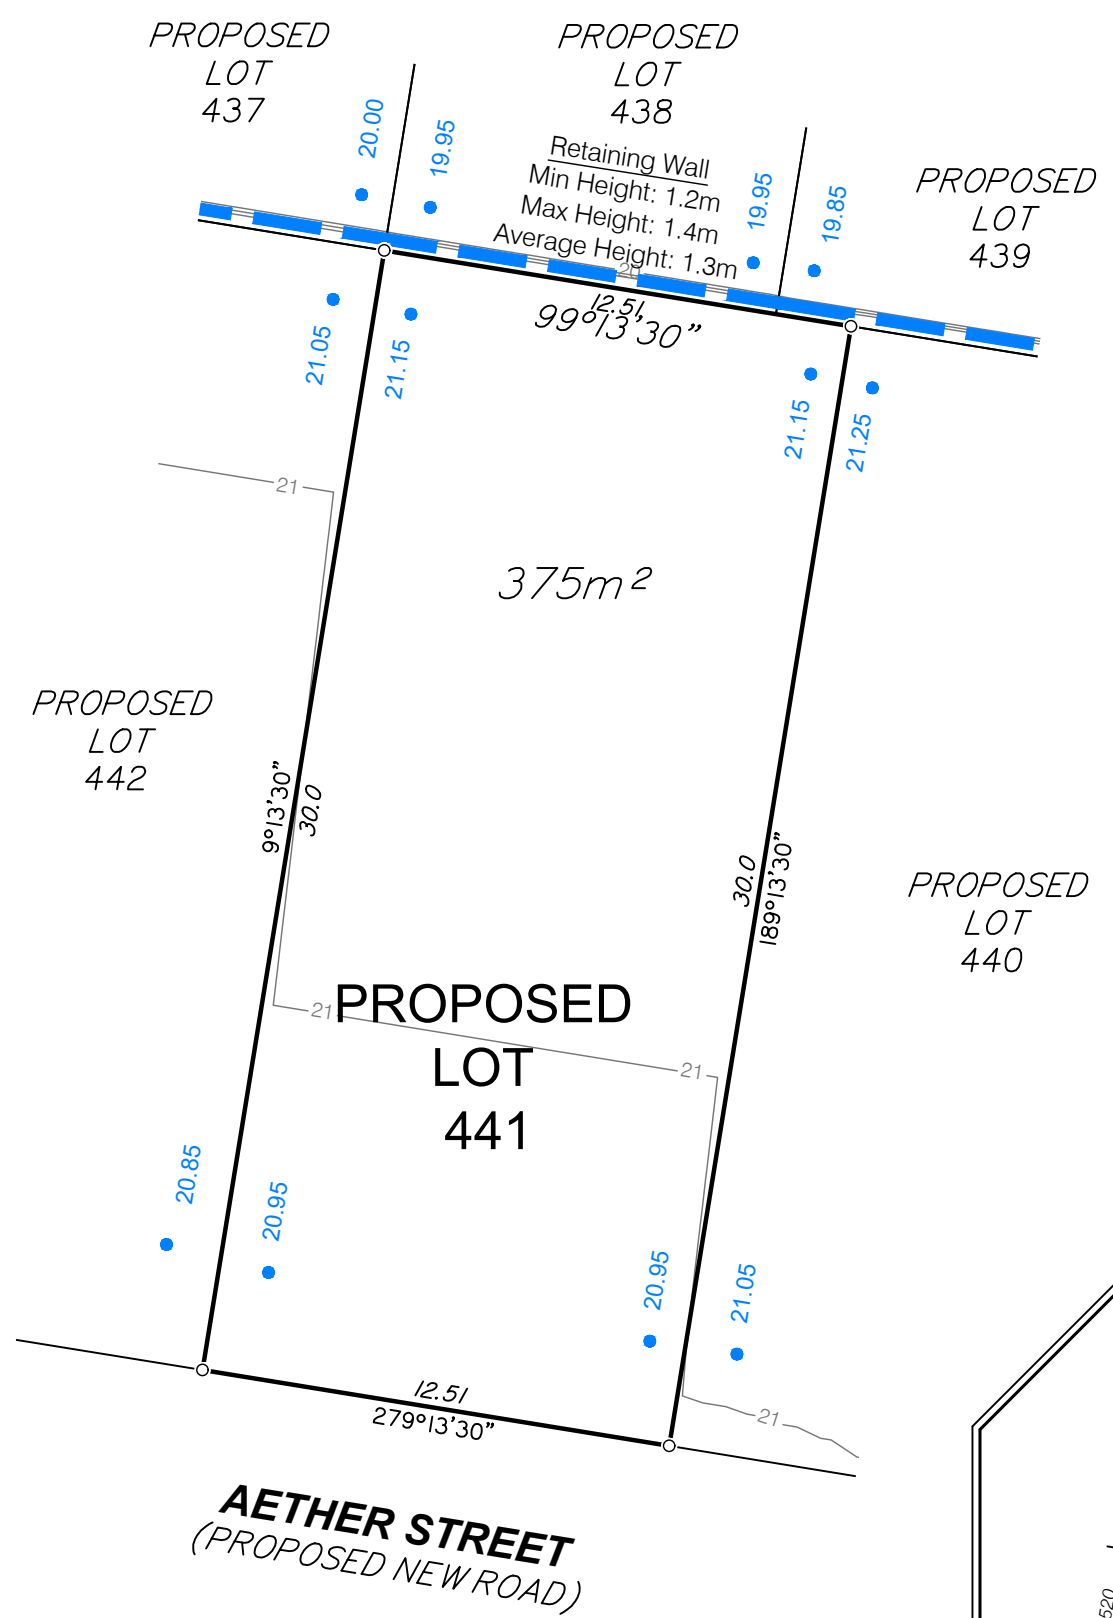 PROPOSED
LOT
437
PROPOSED
LOT
438
PROPOSED
LOT
439
20.00
19.95
Retaining Wall
Min Height: 1.2m
Max Height: 1.4m
Average Height: 1.3m
19.95
19.85
20
12.51
99°13'30"
21.05
21.15
21.15
21.25
21
375m²
PROPOSED
LOT
442
9°13'30"
30.0
30.0
189°13'30"
PROPOSED
LOT
440
21
21
PROPOSED
LOT
441
20.85
20.95
20.95
21.05
12.51
279°13'30"
21
AETHER STREET
(PROPOSED NEW ROAD)
520